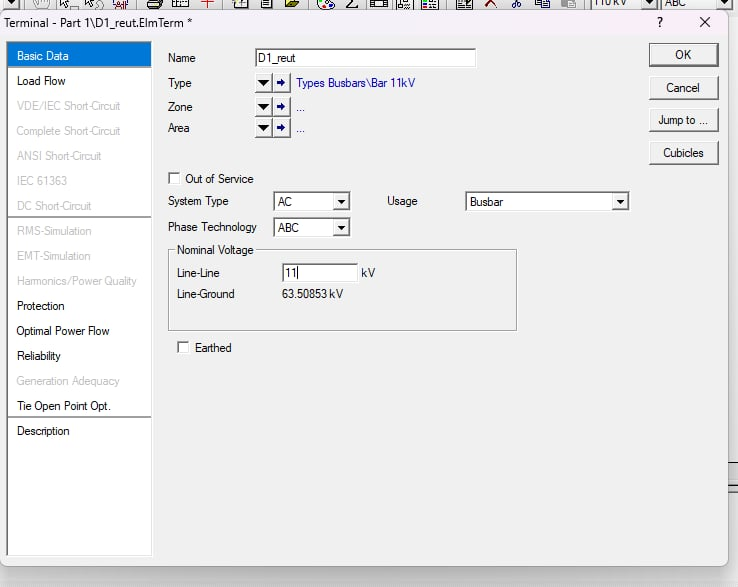 110 kV ABC
Terminal - Part 1\D1_reut.ElmTerm *
?
Basic Data
Load Flow
VDE/IEC Short-Circuit
Complete Short-Circuit
ANSI Short-Circuit
IEC 61363
DC Short-Circuit
RMS-Simulation
EMT-Simulation
Harmonics/Power Quality
Protection
Optimal Power Flow
Reliability
Generation Adequacy
Tie Open Point Opt.
Description
Name D1_reut
Type Types Busbars\Bar 11kV
Zone ...
Area ...
Out of Service
System Type AC Usage Busbar
Phase Technology ABC
Nominal Voltage
Line-Line 11 kV
Line-Ground 63.50853 kV
Earthed
OK
Cancel
Jump to ...
Cubicles